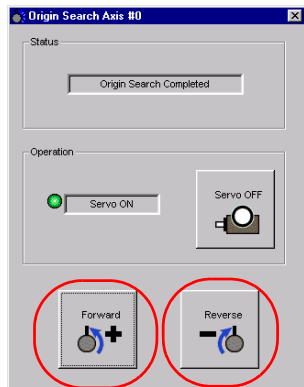 Origin Search Axis #0
Status
Origin Search Completed
Operation
Servo ON
Servo OFF
Forward
+
Reverse
-